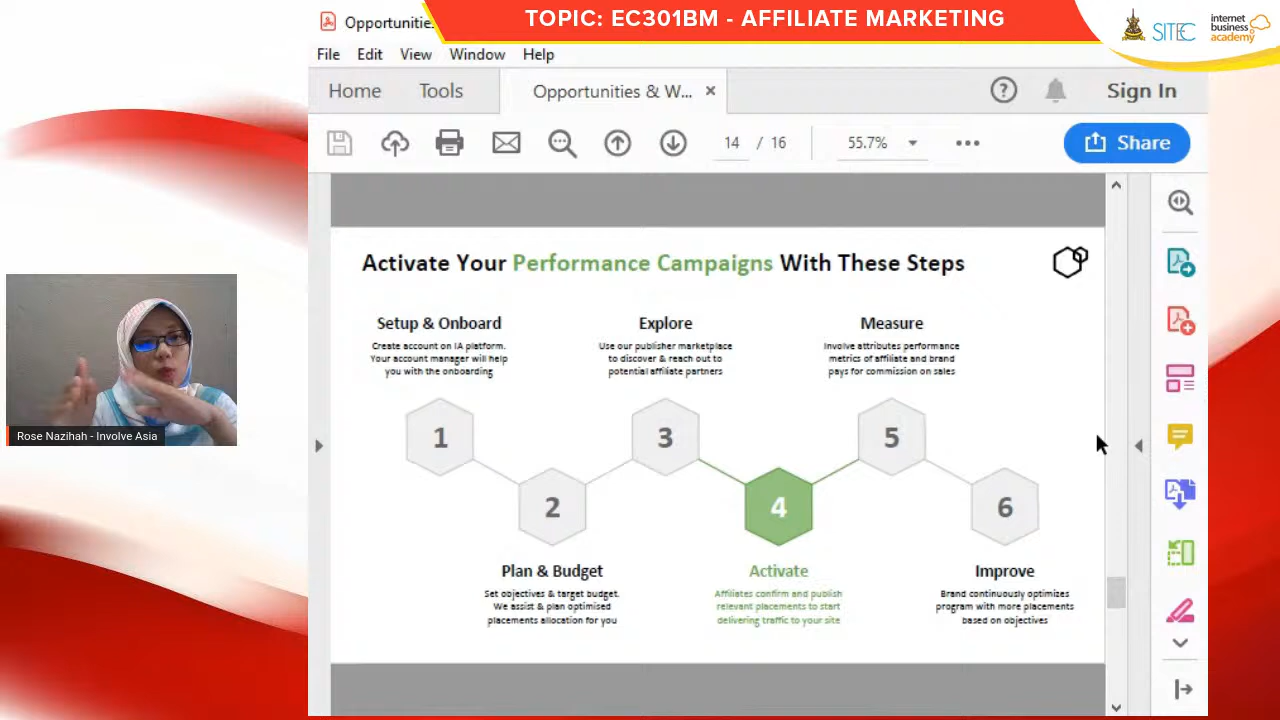 TOPIC: EC301BM - AFFILIATE MARKETING
SITEC
internet
business
academy
Opportunities
File Edit View Window Help
Home Tools Opportunities & W... × Sign In
14 / 16 55.7% Share
Activate Your Performance Campaigns With These Steps
Setup & Onboard
Create account on IA platform.
Your account manager will help
you with the onboarding
Explore
Use our publisher marketplace
to discover & reach out to
potential affiliate partners
Measure
Involve attributes performance
metrics of affiliate and brand
pays for commission on sales
1
2
3
4
5
6
Plan & Budget
Set objectives & target budget.
We assist & plan optimised
placements allocation for you
Activate
Affiliates confirm and publish
relevant placements to start
delivering traffic to your site
Improve
Brand continuously optimizes
program with more placements
based on objectives
Rose Nazihah - Involve Asia